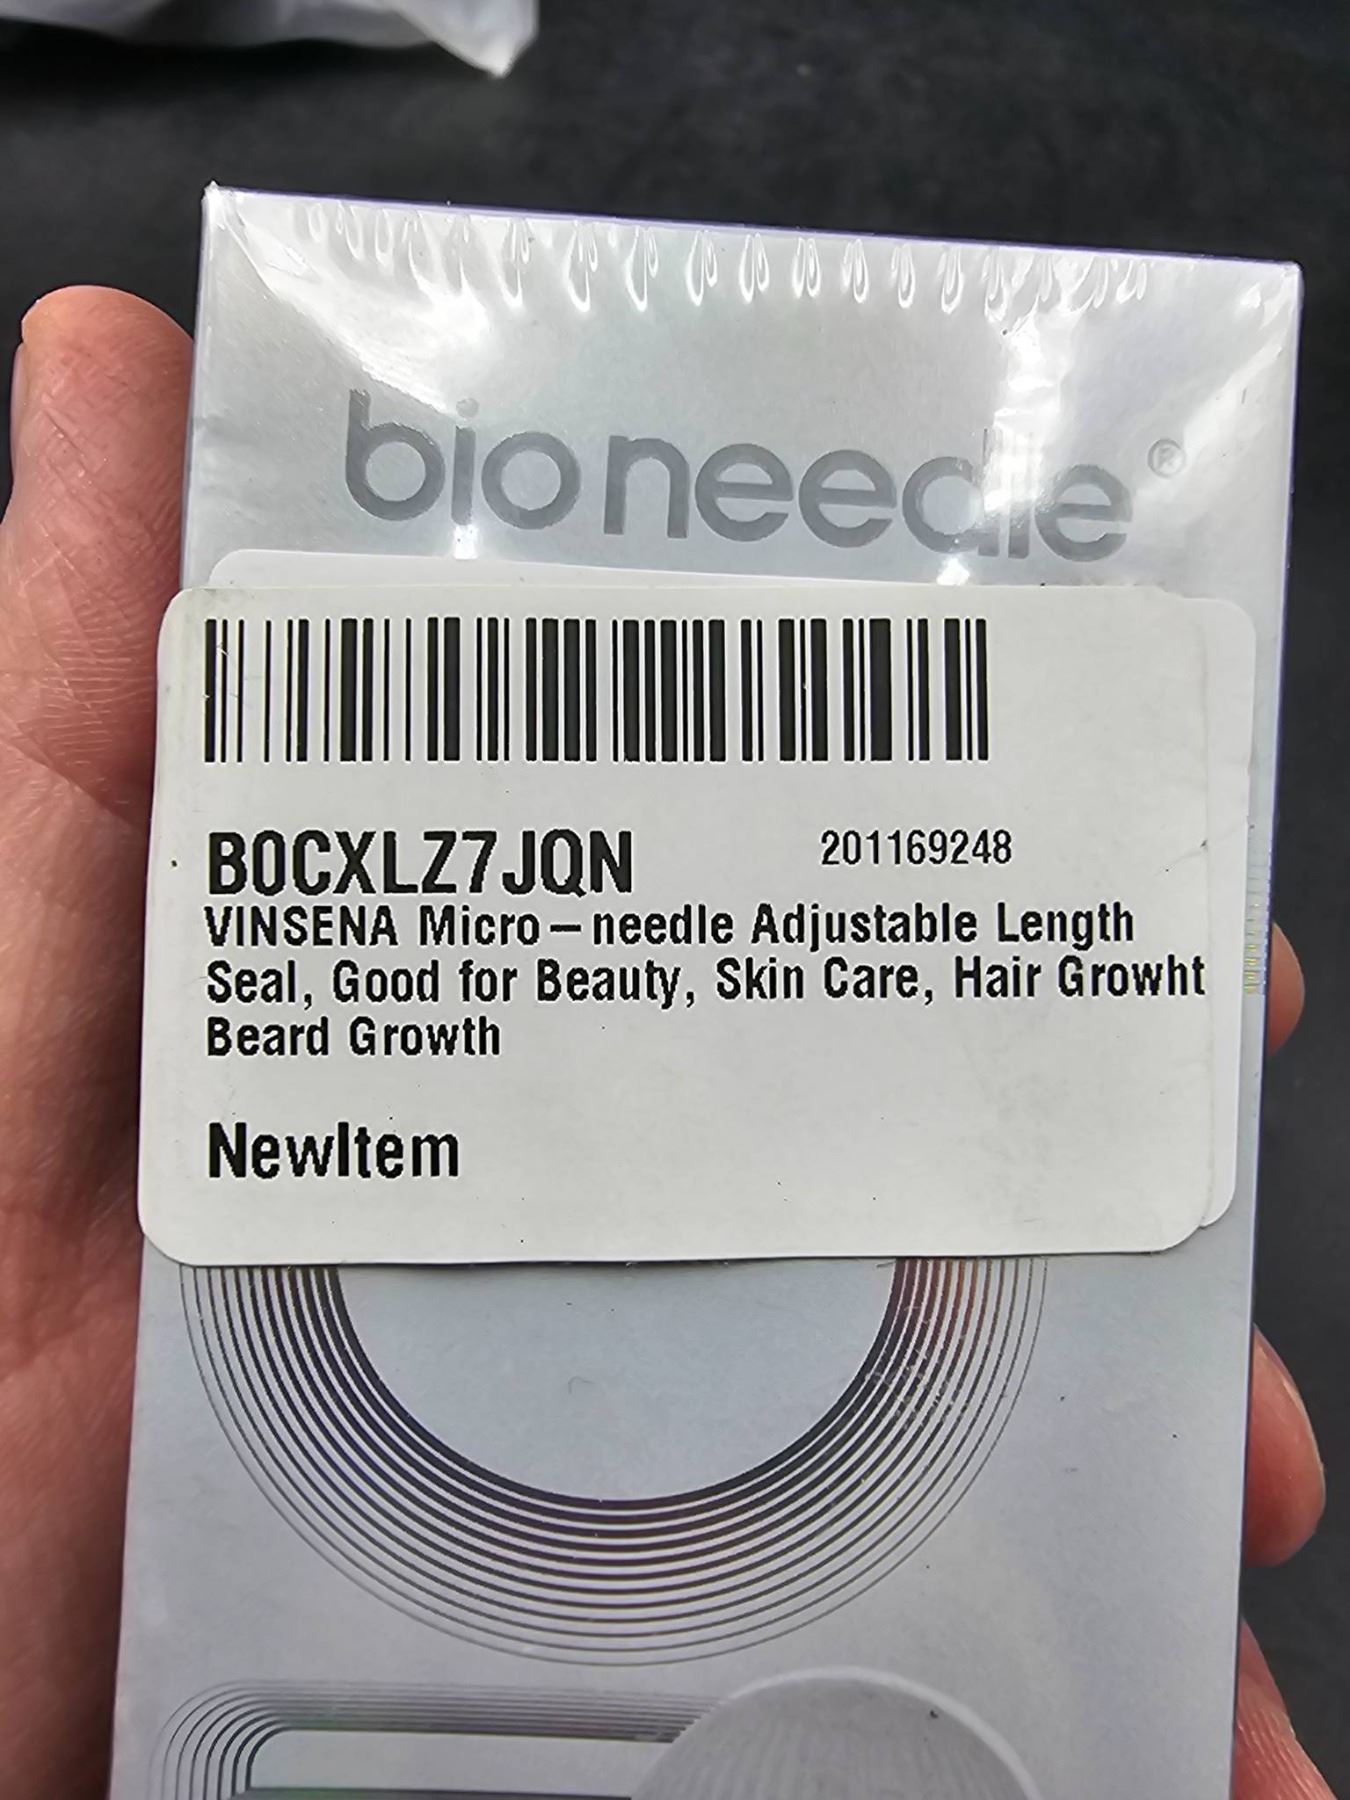 bioneedle®
B0CXLZ7JQN 201169248
VINSENA Micro-needle Adjustable Length
Seal, Good for Beauty, Skin Care, Hair Growht
Beard Growth
NewItem